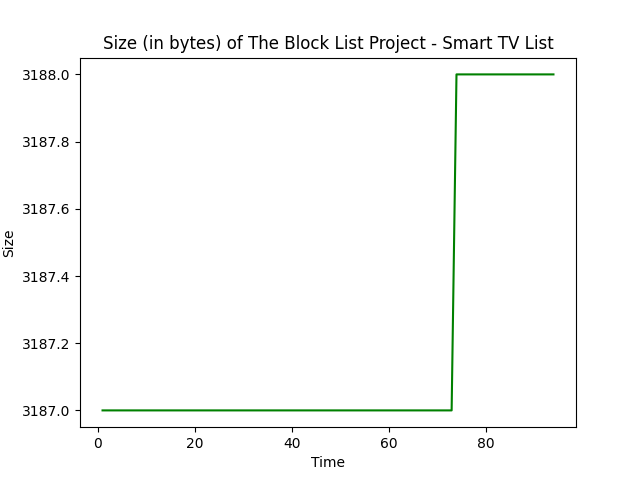 Size (in bytes) of The Block List Project - Smart TV List
3188.0
3187.8
3187.6
3187.4
3187.2
3187.0
Size
0 20 40 60 80
Time